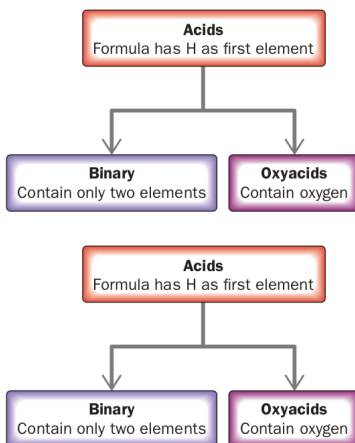 Acids
Formula has H as first element
Binary
Contain only two elements
Oxyacids
Contain oxygen
Acids
Formula has H as first element
Binary
Contain only two elements
Oxyacids
Contain oxygen